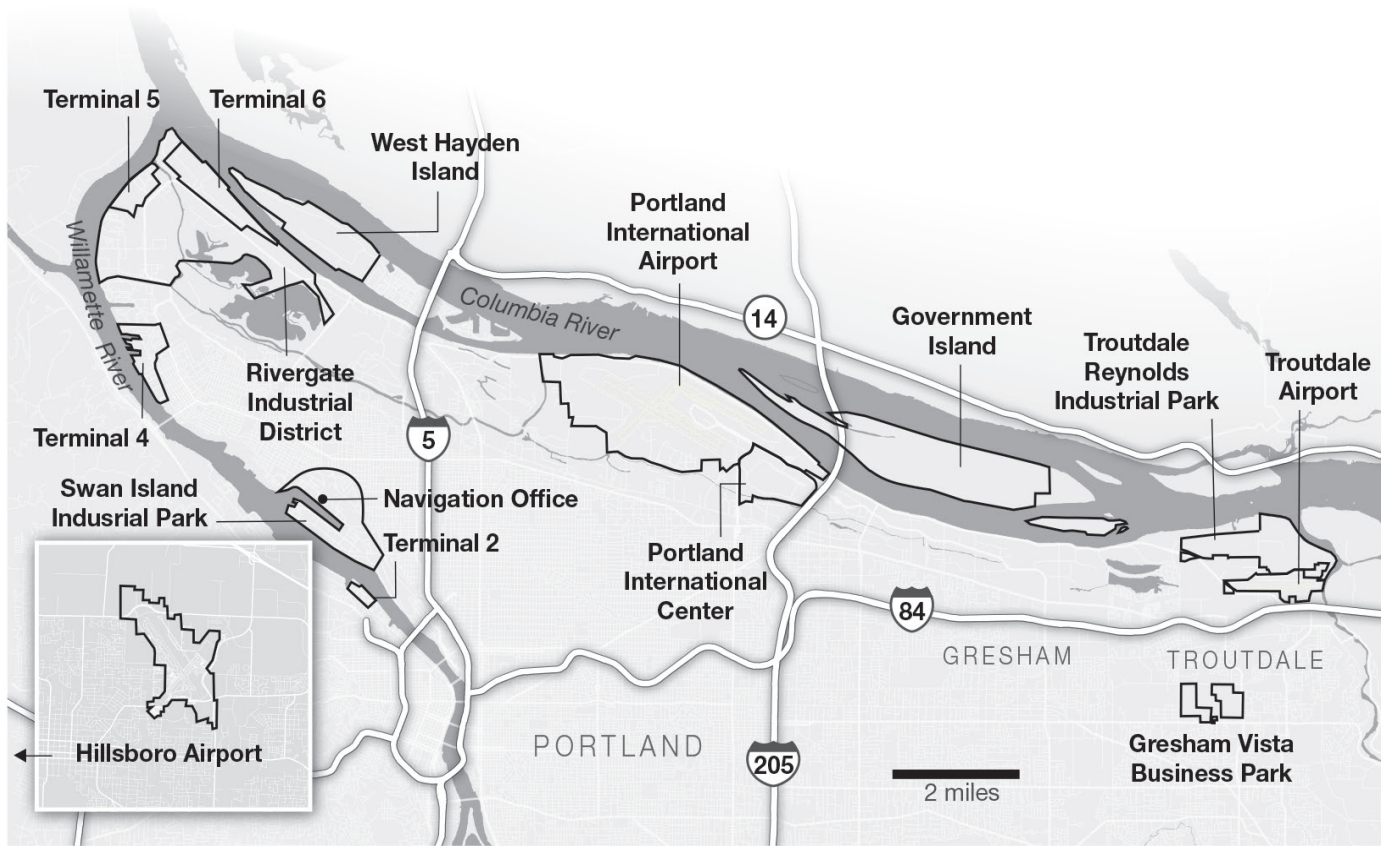 Terminal 5
Terminal 6
West Hayden
Island
Portland
International
Airport
Willamette River
Columbia River
14
Government
Island
Troutdale
Reynolds
Industrial Park
Troutdale
Airport
Rivergate
Industrial
District
5
Terminal 4
Swan Island
Indusrial Park
Navigation Office
Terminal 2
Portland
International
Center
84
GRESHAM
TROUTDALE
Hillsboro Airport
PORTLAND
205
2 miles
Gresham Vista
Business Park